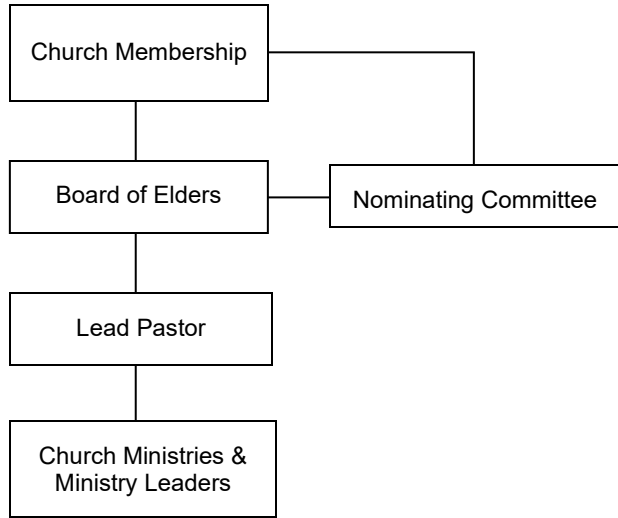 Church Membership
Board of Elders
Nominating Committee
Lead Pastor
Church Ministries &
Ministry Leaders